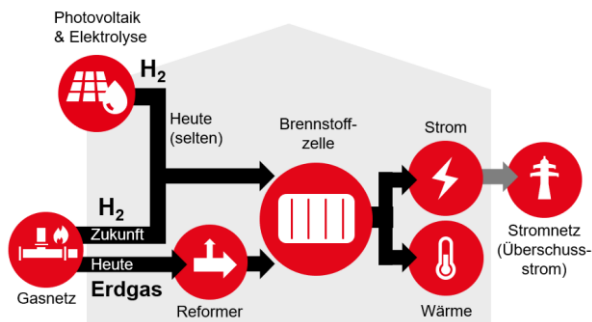 Photovoltaik
& Elektrolyse
H2
Heute
(selten)
Brennstoff-
zelle
Strom
H2
Zukunft
Heute
Erdgas
Gasnetz
Reformer
Wärme
Stromnetz
(Überschuss-
strom)